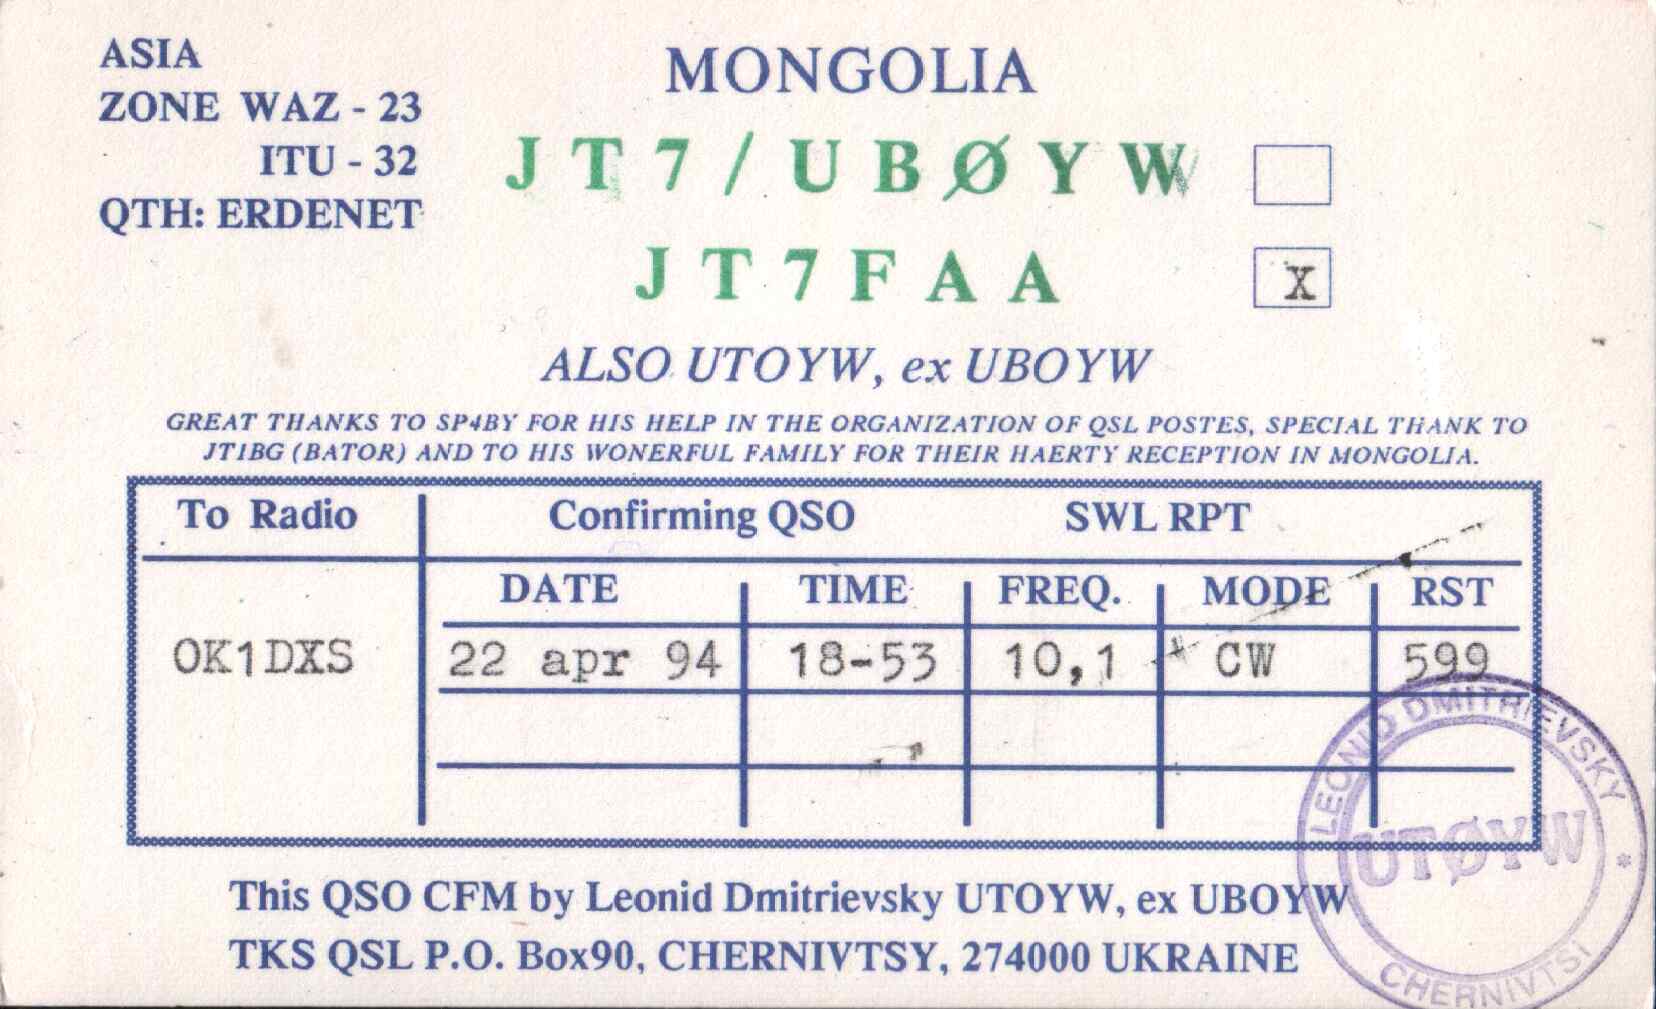 ASIA
ZONE WAZ - 23
ITU - 32
QTH: ERDENET
MONGOLIA
JT7/UBØYW
JT7FAA X
ALSO UTOYW, ex UBOYW
GREAT THANKS TO SP4BY FOR HIS HELP IN THE ORGANIZATION OF QSL POSTES, SPECIAL THANK TO
JT1BG (BATOR) AND TO HIS WONERFUL FAMILY FOR THEIR HAERTY RECEPTION IN MONGOLIA.
To Radio Confirming QSO SWL RPT
DATE TIME FREQ. MODE RST
OK1DXS 22 apr 94 18-53 10,1 CW 599
LEONID DMITRIEVSKY
UTØYW
* CHERNIVTSI
This QSO CFM by Leonid Dmitrievsky UTOYW, ex UBOYW
TKS QSL P.O. Box90, CHERNIVTSY, 274000 UKRAINE